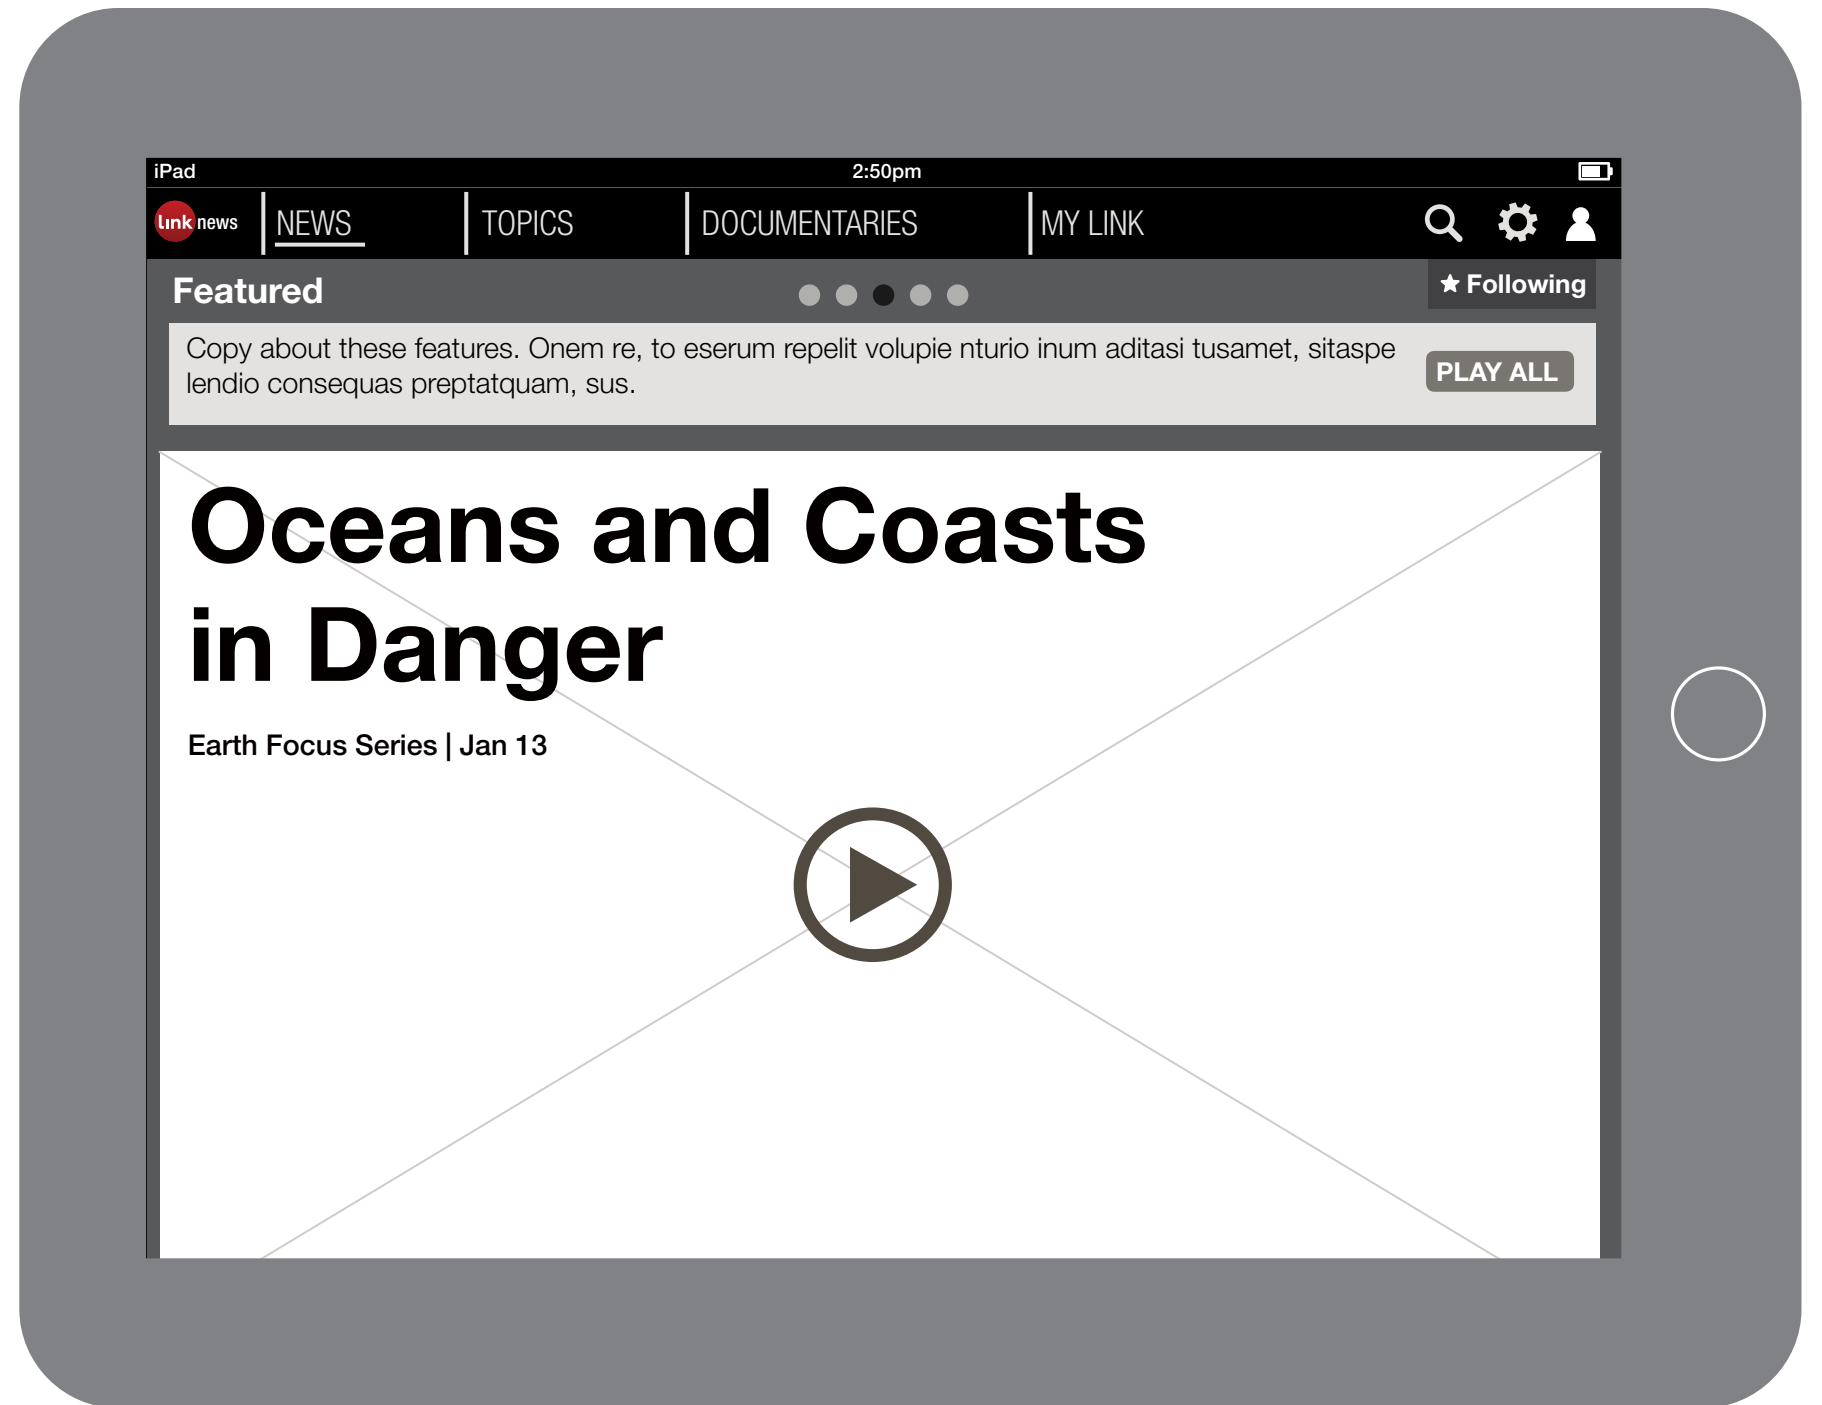 iPad
2:50pm
lınk news
NEWS
TOPICS
DOCUMENTARIES
MY LINK
Featured
Following
Copy about these features. Onem re, to eserum repelit volupie nturio inum aditasi tusamet, sitaspe
lendio consequas preptatquam, sus.
PLAY ALL
Oceans and Coasts
in Danger
Earth Focus Series | Jan 13